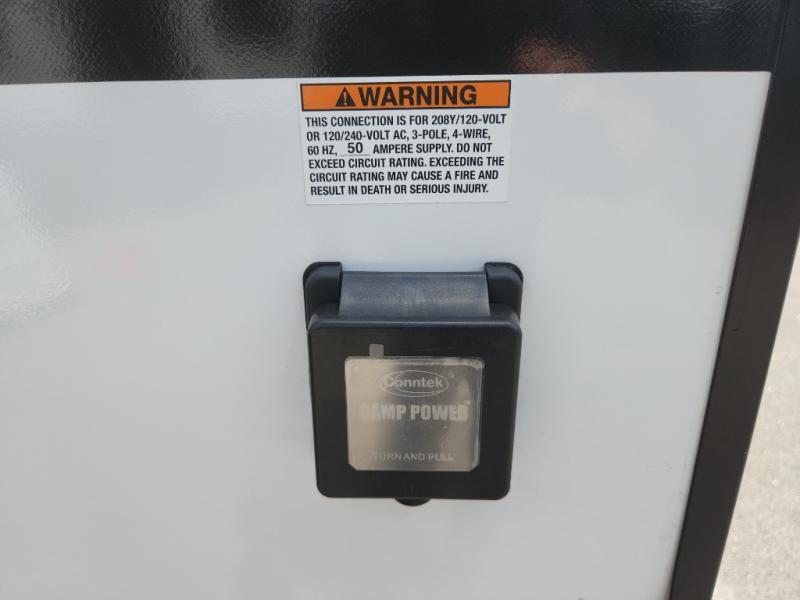 WARNING
THIS CONNECTION IS FOR 208Y/120-VOLT
OR 120/240-VOLT AC, 3-POLE, 4-WIRE,
60 HZ, 50 AMPERE SUPPLY. DO NOT
EXCEED CIRCUIT RATING. EXCEEDING THE
CIRCUIT RATING MAY CAUSE A FIRE AND
RESULT IN DEATH OR SERIOUS INJURY.
Conntek
RAMP POWER™
TURN AND PULL